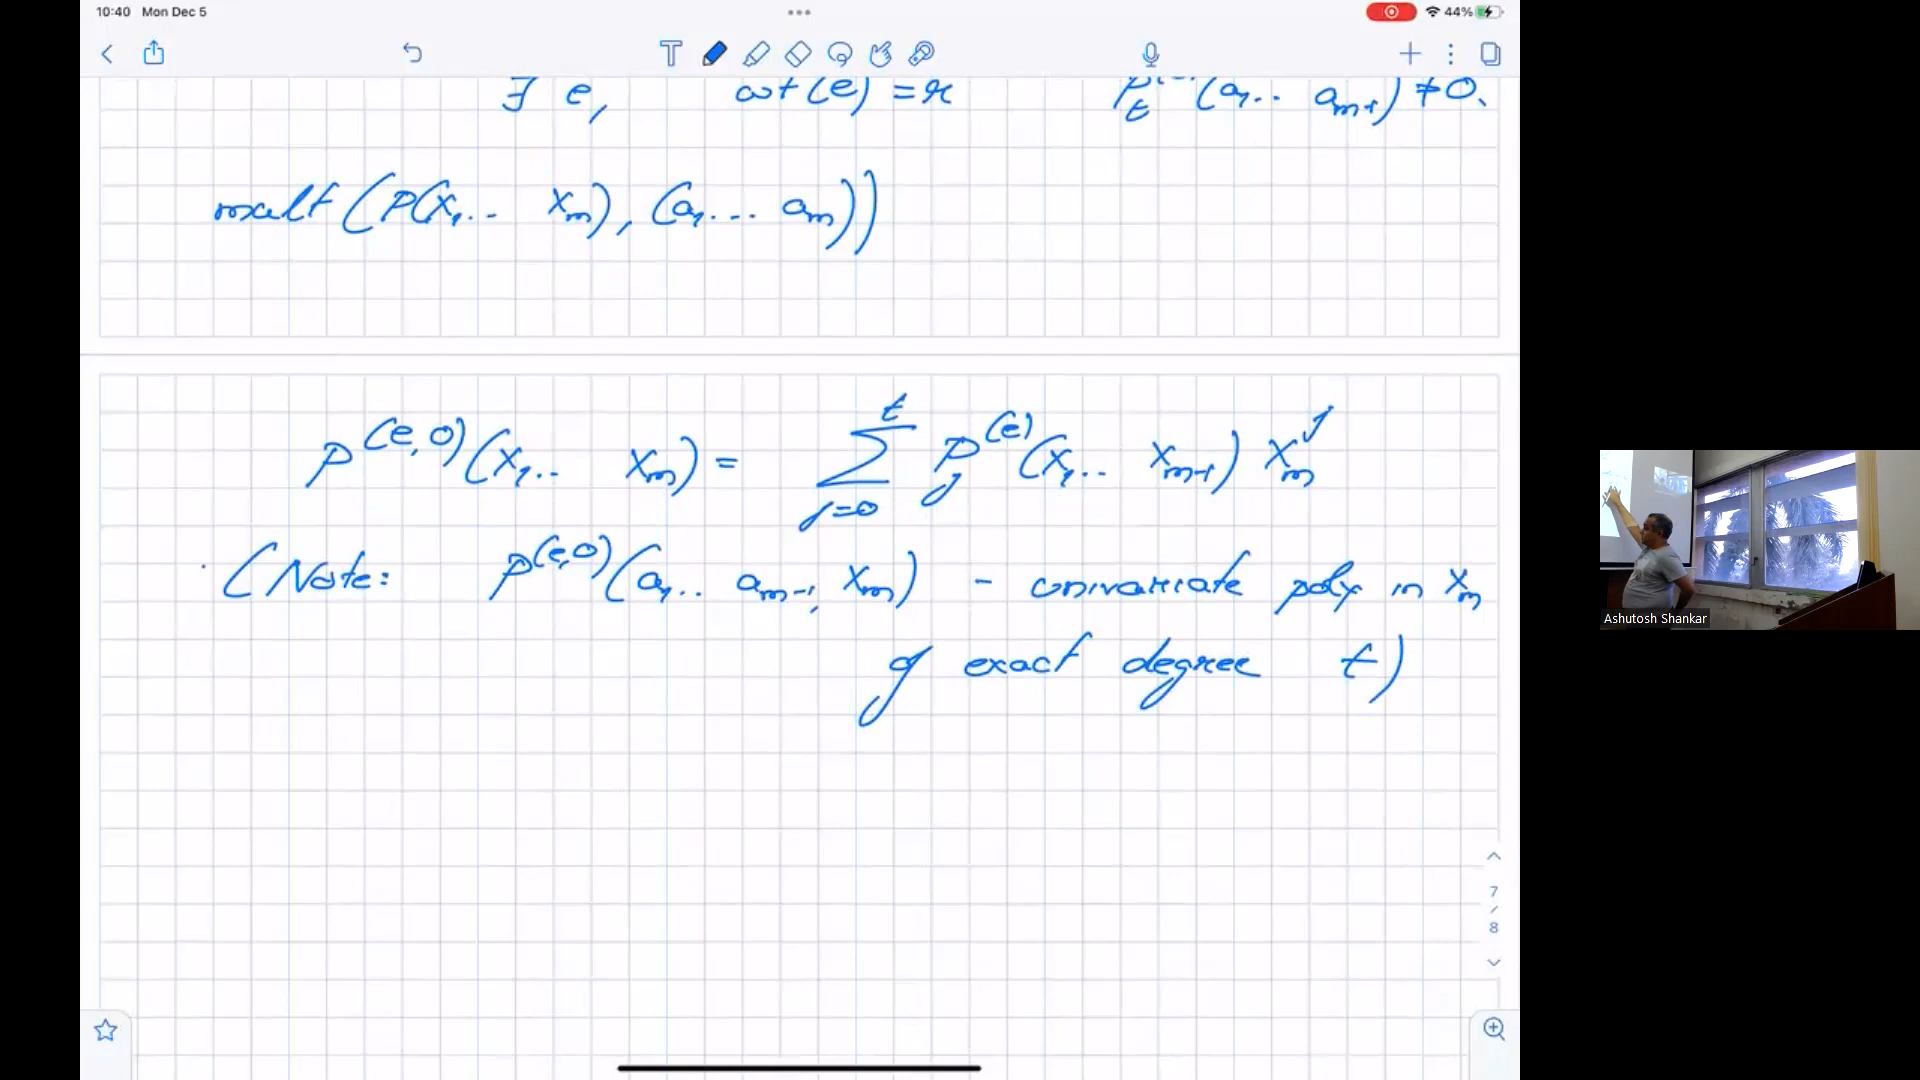 10:40 Mon Dec 5
44%
∃ e, wt(e) = r P_t^{(e)}(a_1.. a_{m-1}) ≠ 0.
mult (P(x_1.. x_m), (a_1... a_m))
P^{(e,0)}(x_1.. x_m) = \sum_{j=0}^{t} P_j^{(e)}(x_1.. x_{m-1}) x_m^j
(Note: P^{(e,0)}(a_1.. a_{m-1}, x_m) - univariate poly in x_m
of exact degree t)
Ashutosh Shankar
7
/
8